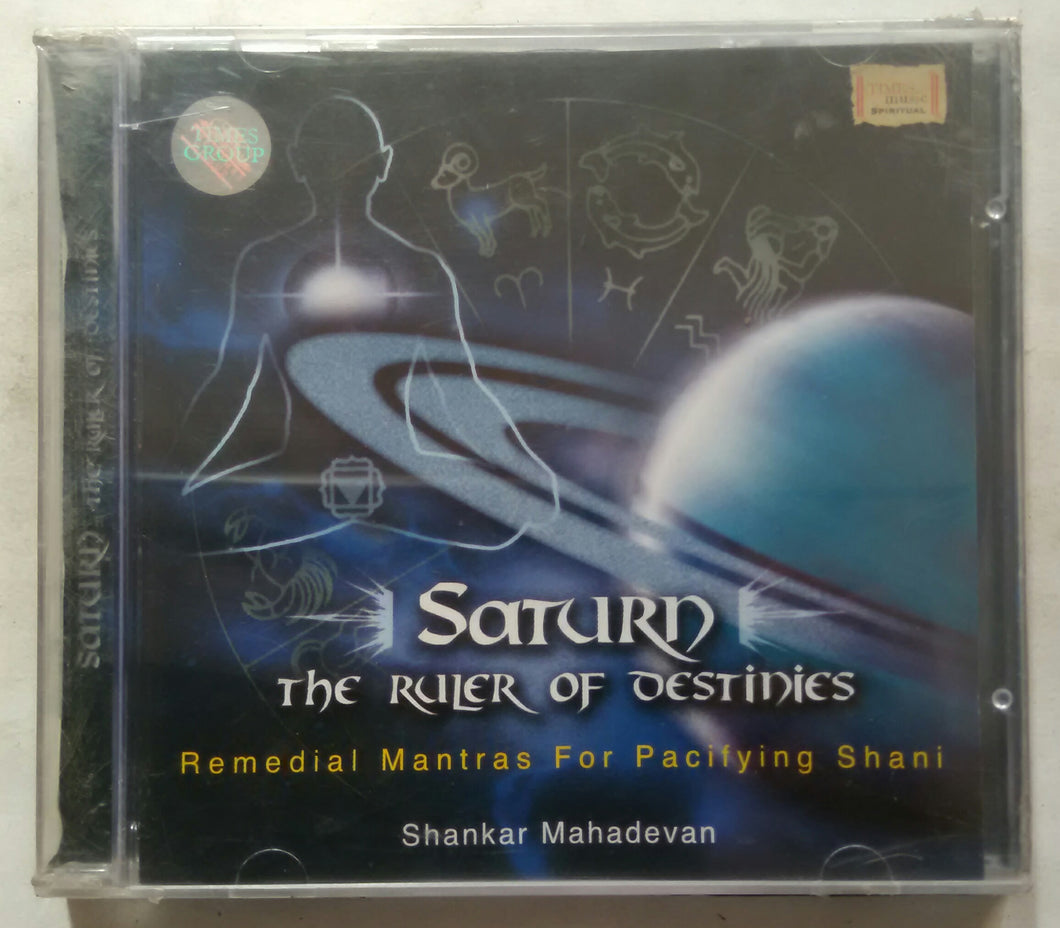 TIMES
GROUP
TIMES
music
SPIRITUAL
SATURN - THE RULER OF DESTINIES
SATURN
THE RULER OF DESTINIES
Remedial Mantras For Pacifying Shani
Shankar Mahadevan